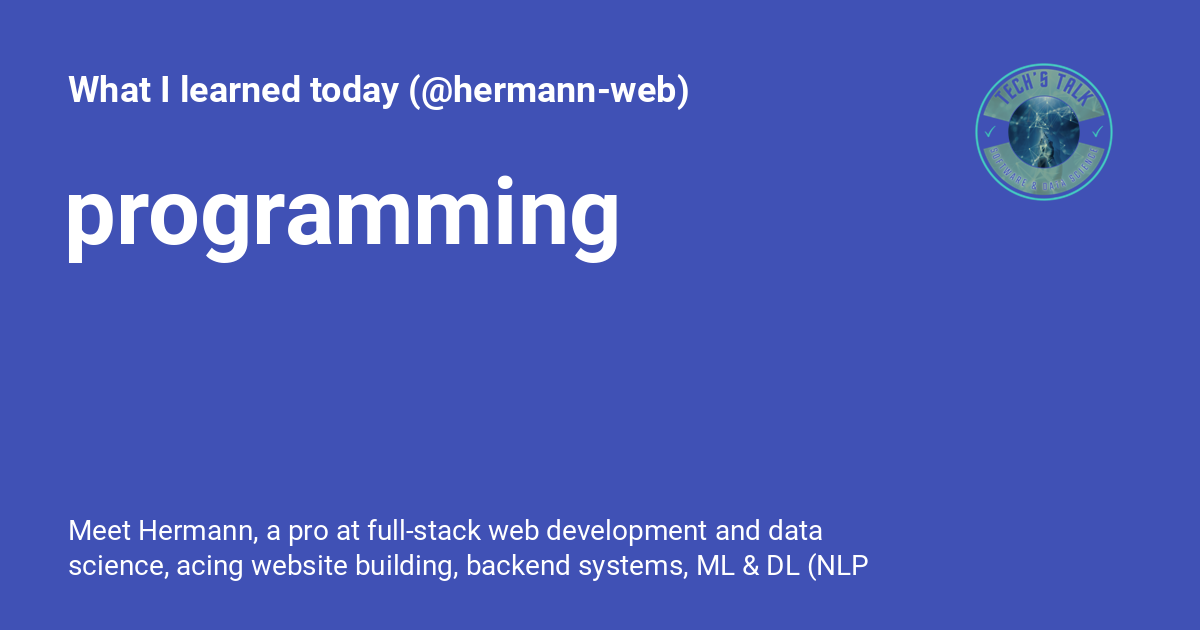 What I learned today (@hermann-web)
TECH'S TALK
SOFTWARE & DATA SCIENCE
programming
Meet Hermann, a pro at full-stack web development and data
science, acing website building, backend systems, ML & DL (NLP